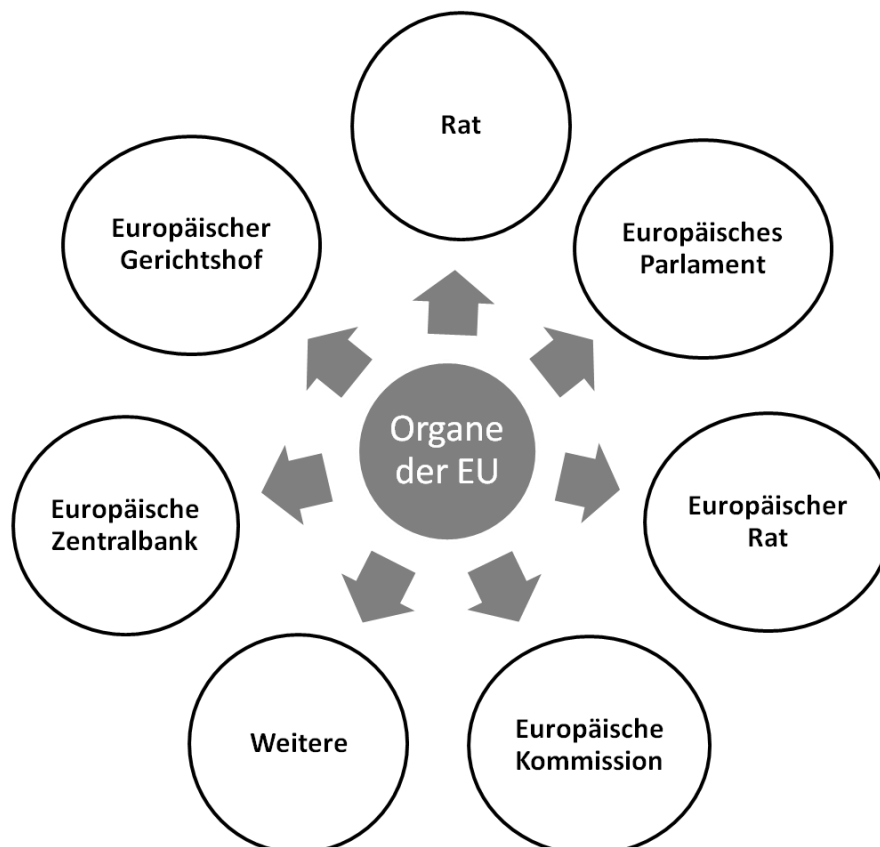 Rat
Europäischer
Gerichtshof
Europäisches
Parlament
Organe
der EU
Europäische
Zentralbank
Europäischer
Rat
Weitere
Europäische
Kommission